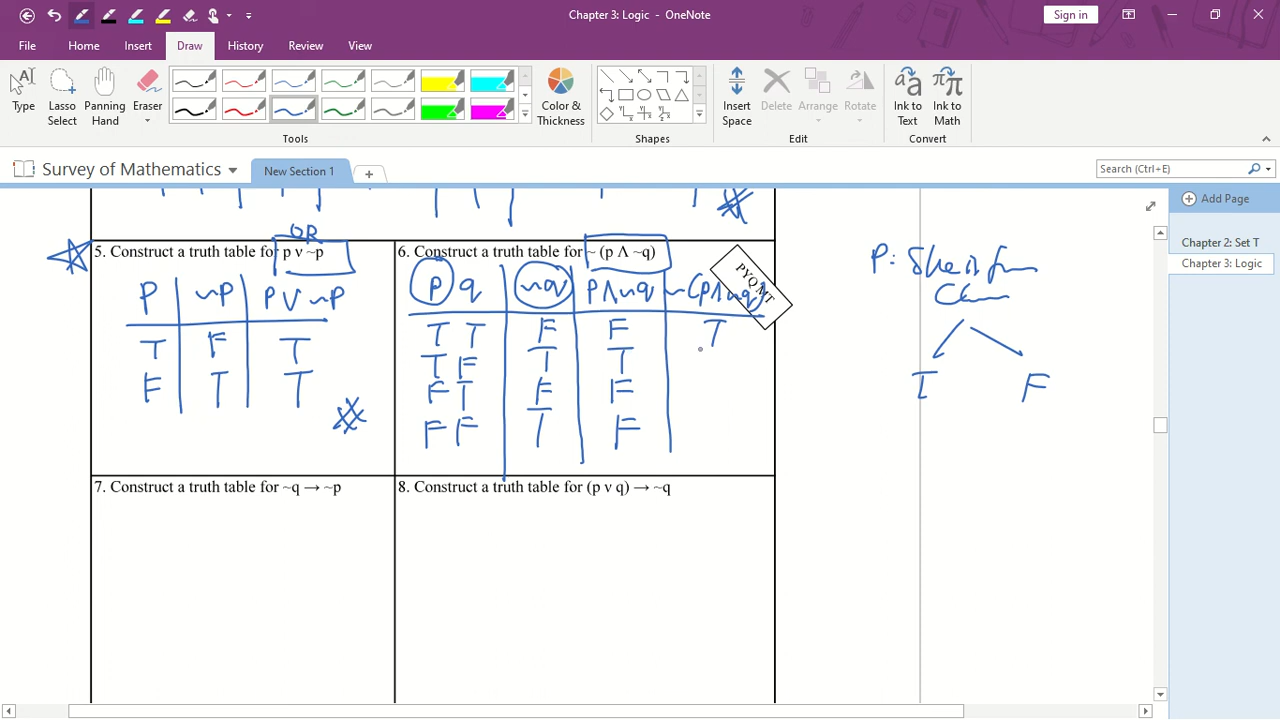 Chapter 3: Logic - OneNote
Sign in
File Home Insert Draw History Review View
Type
Lasso Select
Panning Hand
Eraser
Color & Thickness
Insert Space
Delete
Arrange
Rotate
Ink to Text
Ink to Math
Tools
Shapes
Edit
Convert
Survey of Mathematics
New Section 1
Search (Ctrl+E)
Add Page
Chapter 2: Set T
Chapter 3: Logic
OR
5. Construct a truth table for p v ~p
P ~P P V ~P
T F T
F T T
6. Construct a truth table for ~ (p Λ ~q)
PYQ MT
p q ~q p Λ ~q ~(p Λ ~q)
T T F F T
T F T T
F T F F
F F T F
7. Construct a truth table for ~q → ~p
8. Construct a truth table for (p v q) → ~q
P: She is from
T F